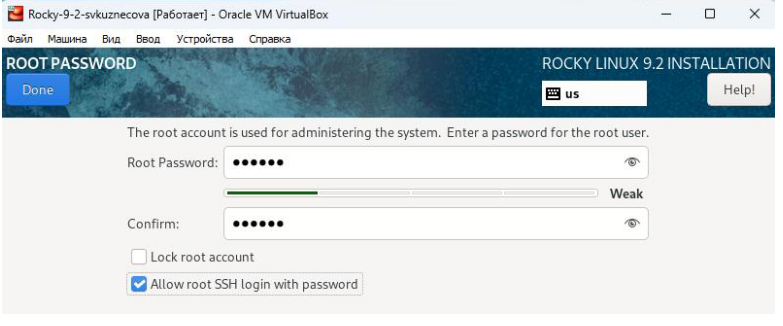 Rocky-9-2-svkuznecova [Работает] - Oracle VM VirtualBox
Файл Машина Вид Ввод Устройства Справка
ROOT PASSWORD
ROCKY LINUX 9.2 INSTALLATION
Done
us
Help!
The root account is used for administering the system. Enter a password for the root user.
Root Password: ●●●●●●
Weak
Confirm: ●●●●●●
Lock root account
Allow root SSH login with password